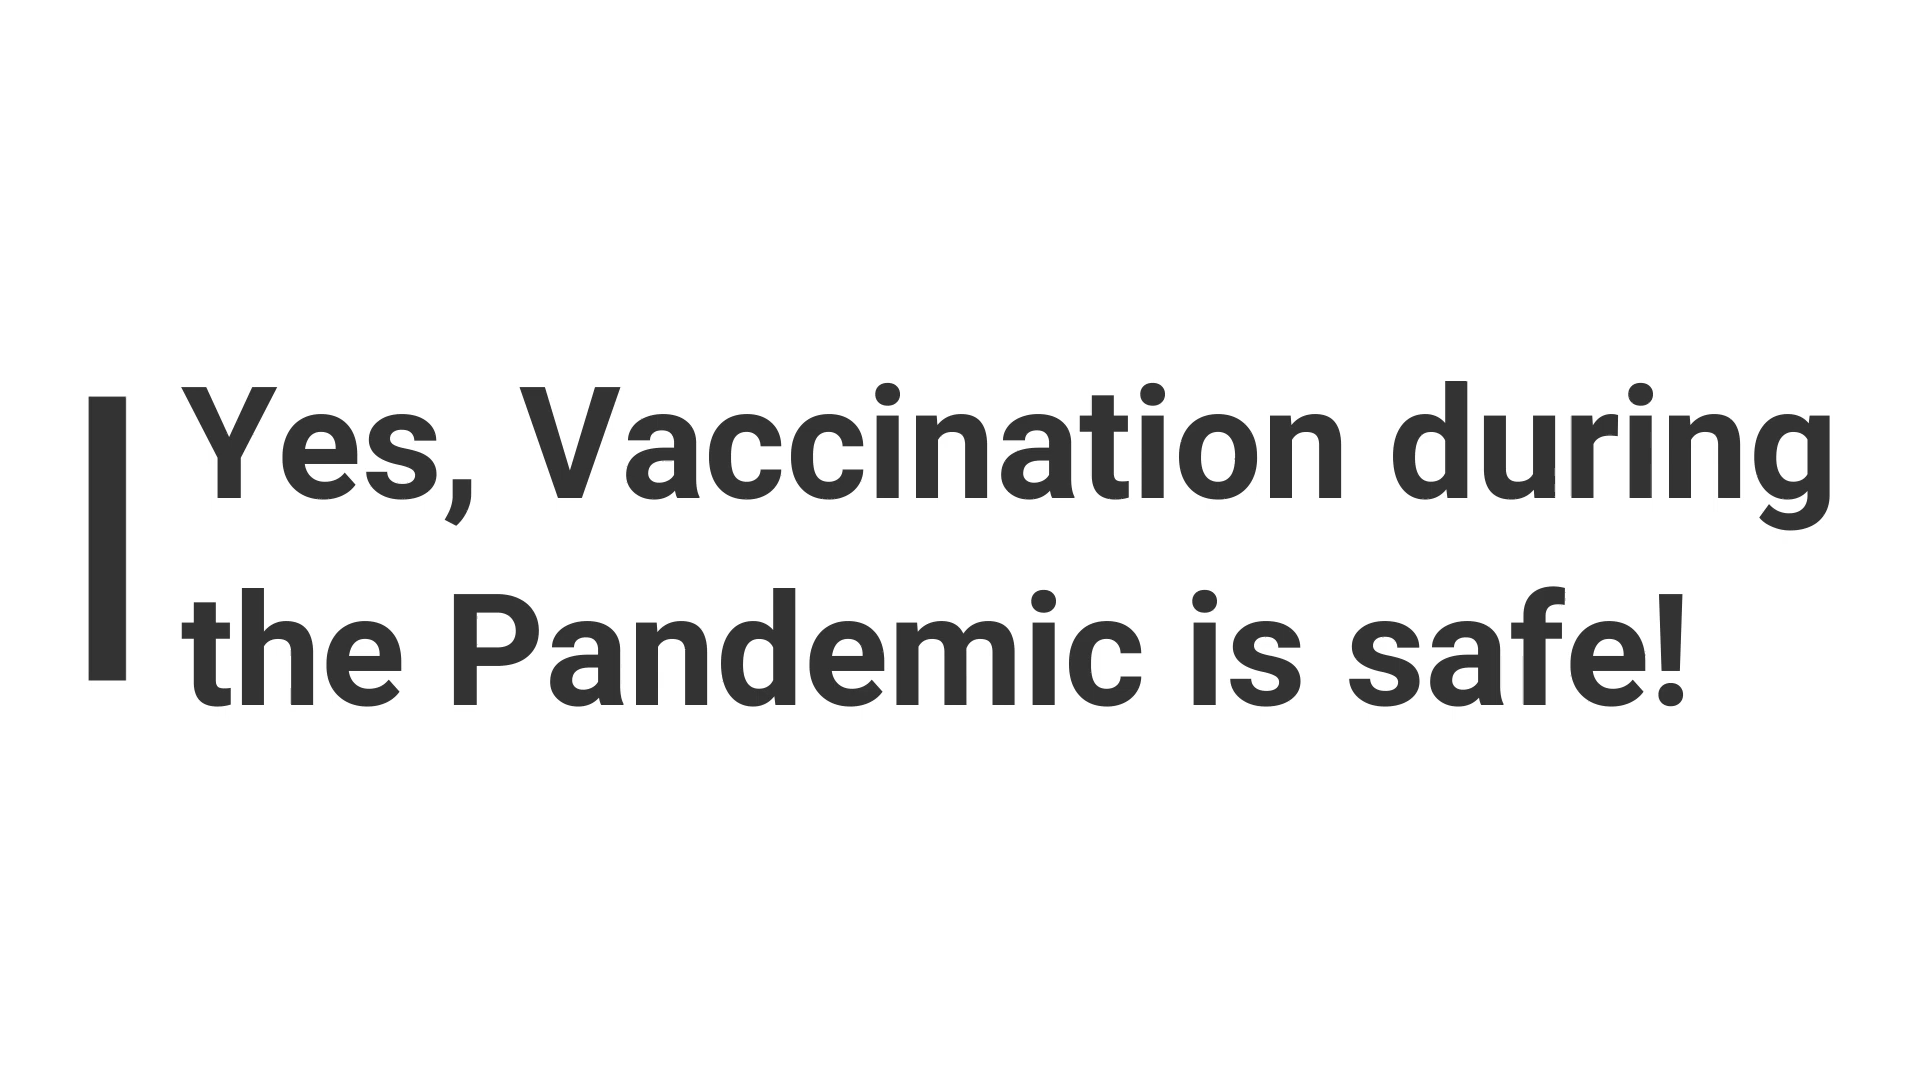 Yes, Vaccination during
the Pandemic is safe!